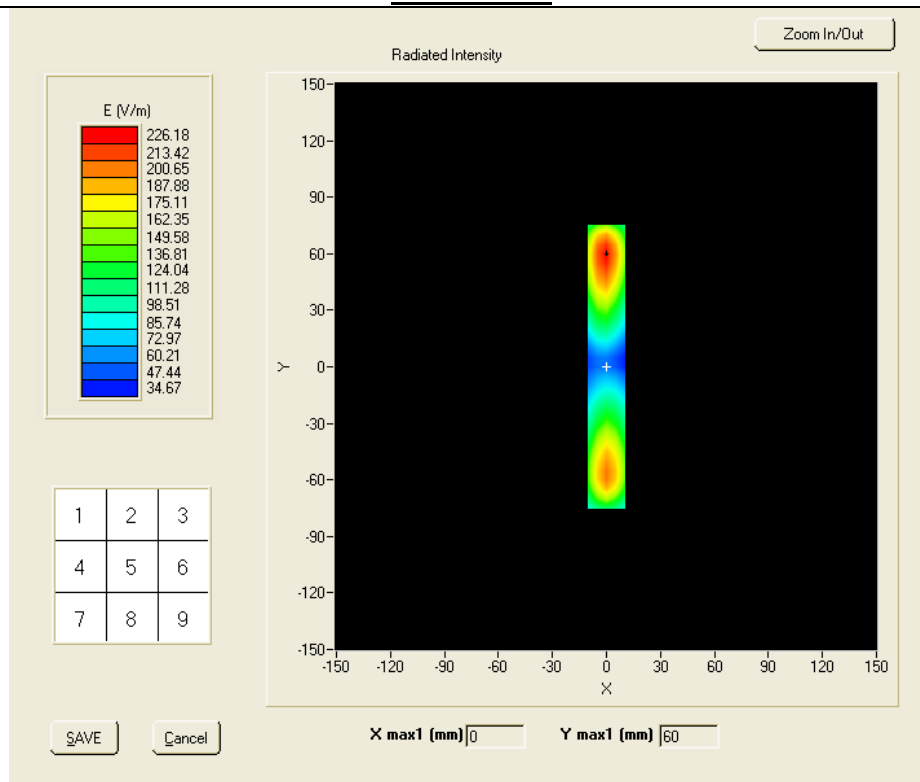 Zoom In/Out
Radiated Intensity
E (V/m)
226.18
213.42
200.65
187.88
175.11
162.35
149.58
136.81
124.04
111.28
98.51
85.74
72.97
60.21
47.44
34.67
150
120
90
60
30
0
-30
-60
-90
-120
-150
Y
-150 -120 -90 -60 -30 0 30 60 90 120 150
X
1 2 3
4 5 6
7 8 9
SAVE Cancel
X max1 (mm) 0 Y max1 (mm) 60